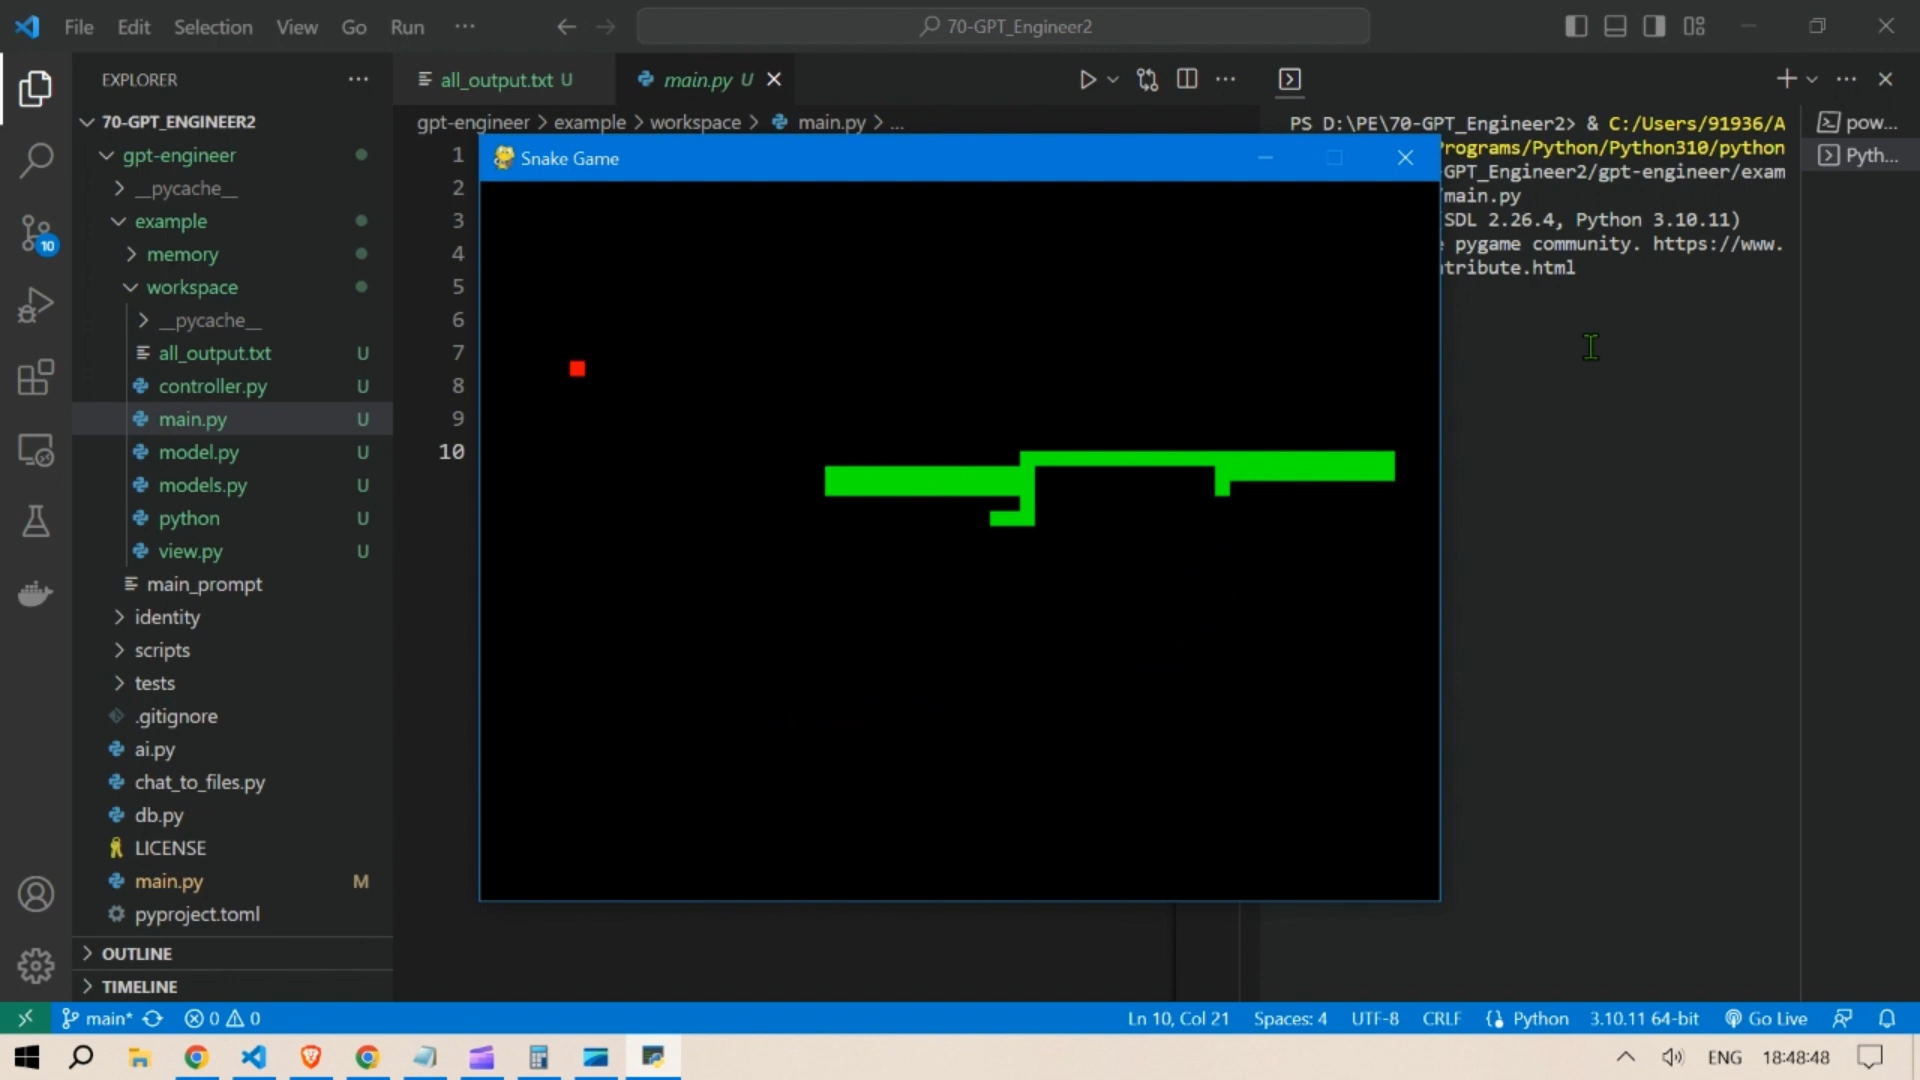 File Edit Selection View Go Run ···
70-GPT_Engineer2
EXPLORER
70-GPT_ENGINEER2
gpt-engineer
__pycache__
example
memory
workspace
__pycache__
all_output.txt U
controller.py U
main.py U
model.py U
models.py U
python U
view.py U
main_prompt
identity
scripts
tests
.gitignore
ai.py
chat_to_files.py
db.py
LICENSE
main.py M
pyproject.toml
OUTLINE
TIMELINE
10
all_output.txt U
main.py U
gpt-engineer > example > workspace > main.py > ...
1
2
3
4
5
6
7
8
9
10
Snake Game
PS D:\PE\70-GPT_Engineer2> & C:/Users/91936/A
rograms/Python/Python310/python
GPT_Engineer2/gpt-engineer/exam
main.py
SDL 2.26.4, Python 3.10.11)
pygame community. https://www.
tribute.html
pow...
Pyth...
main* 0 0
Ln 10, Col 21 Spaces: 4 UTF-8 CRLF Python 3.10.11 64-bit Go Live
ENG 18:48:48